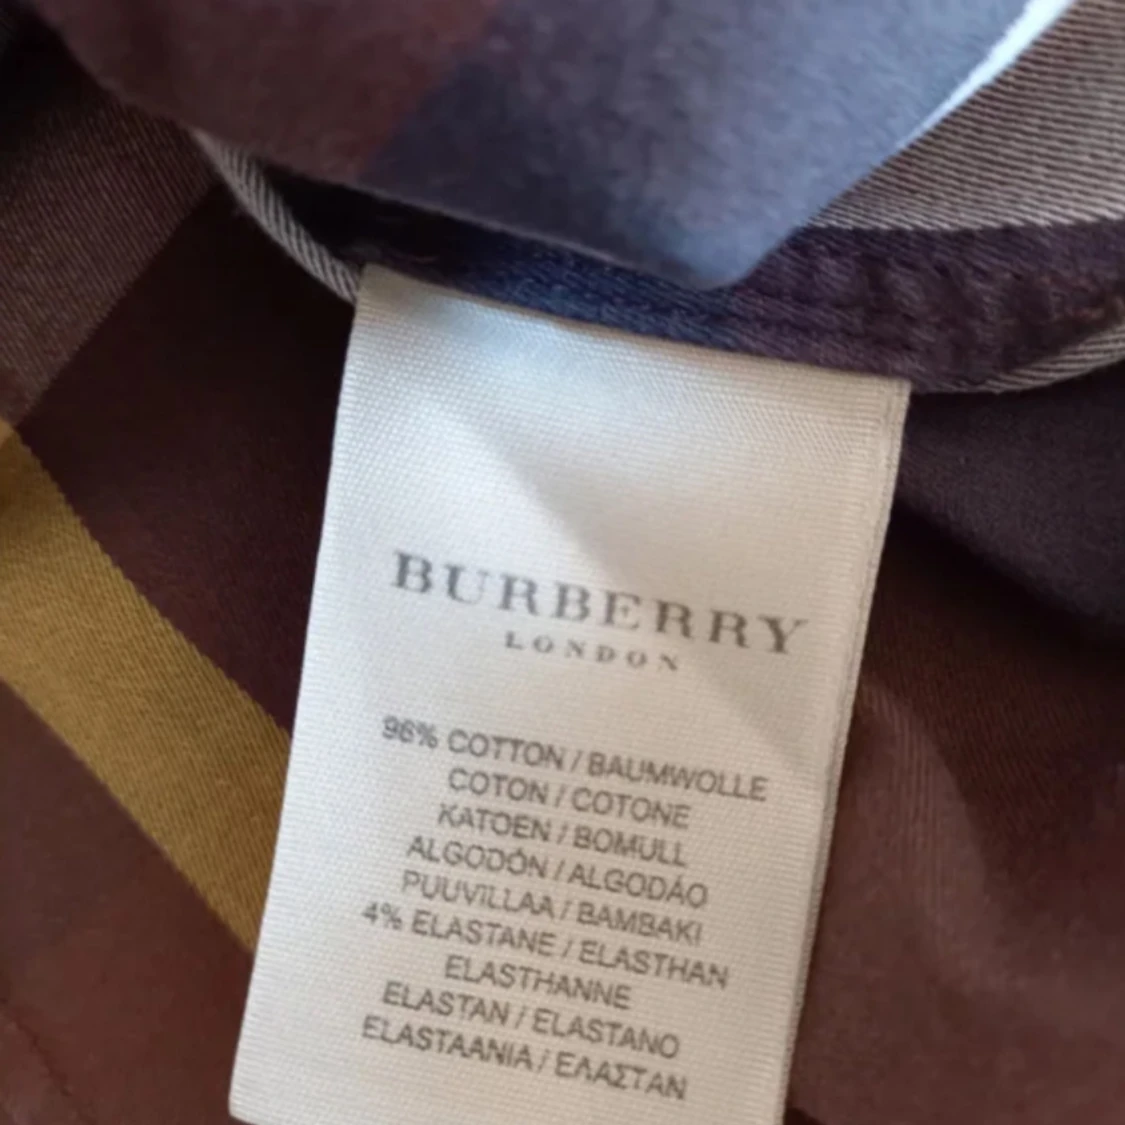 BURBERRY
LONDON
96% COTTON / BAUMWOLLE
COTON / COTONE
KATOEN / BOMULL
ALGODÓN / ALGODÃO
PUUVILLAA / BAMBAKI
4% ELASTANE / ELASTHAN
ELASTHANNE
ELASTAN / ELASTANO
ELASTAANIA / ΕΛΑΣΤΑΝ